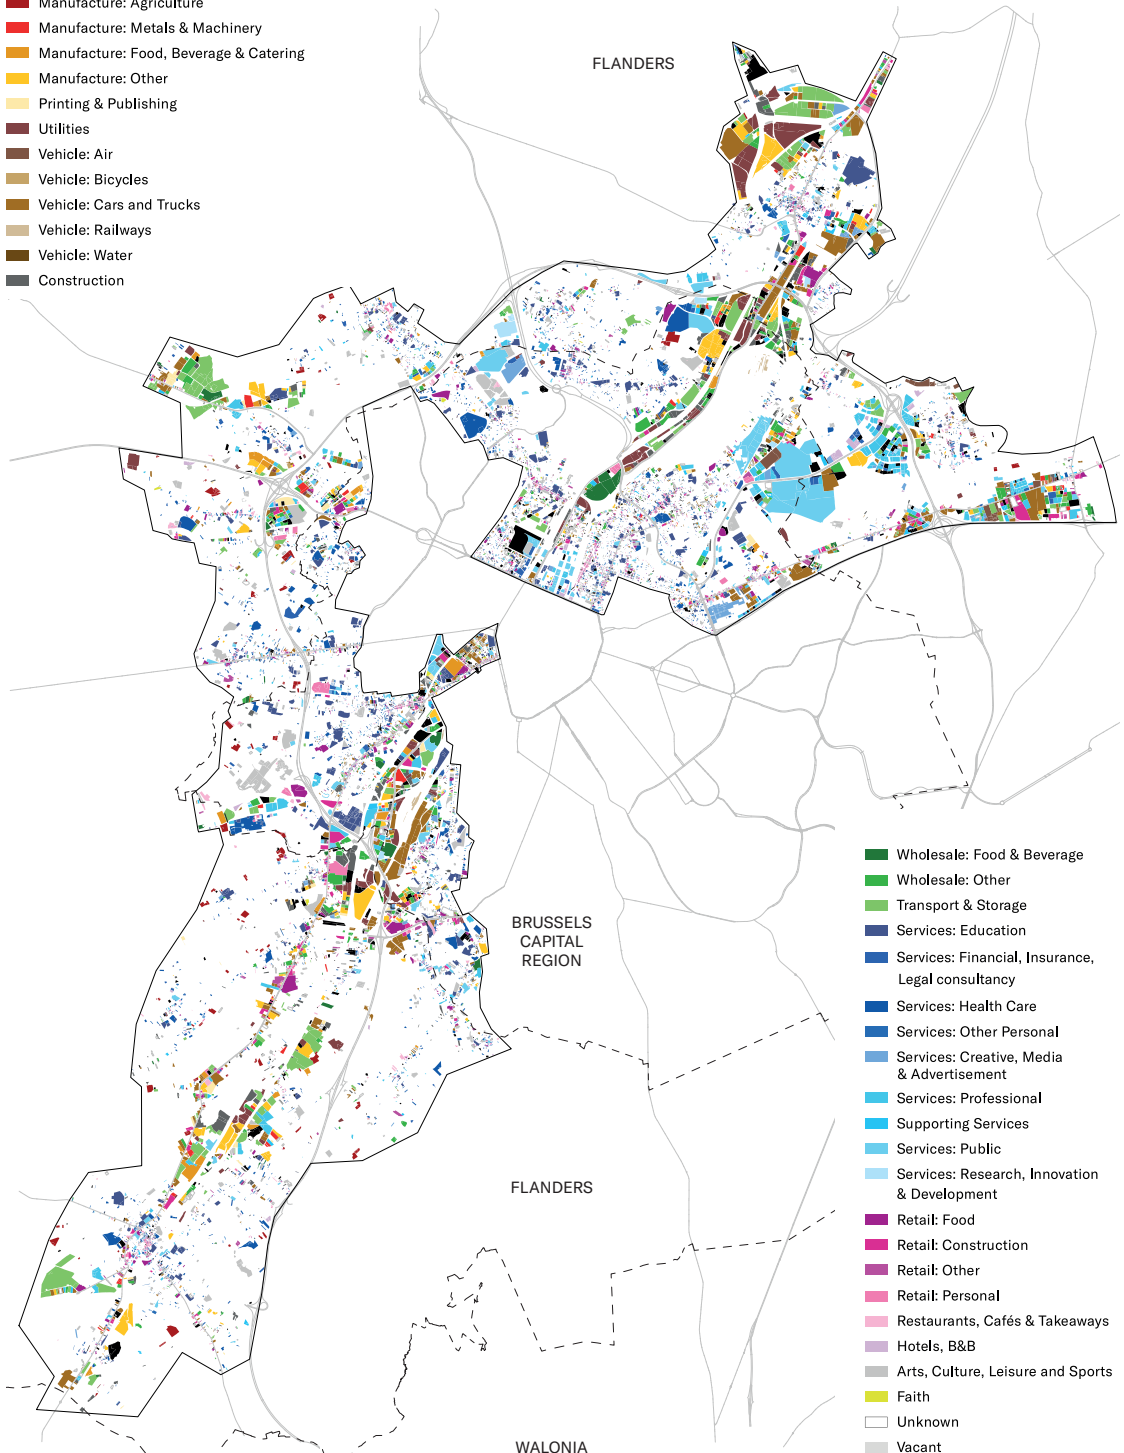 Manufacture: Agriculture
Manufacture: Metals & Machinery
Manufacture: Food, Beverage & Catering
Manufacture: Other
Printing & Publishing
Utilities
Vehicle: Air
Vehicle: Bicycles
Vehicle: Cars and Trucks
Vehicle: Railways
Vehicle: Water
Construction
FLANDERS
BRUSSELS
CAPITAL
REGION
FLANDERS
WALONIA
Wholesale: Food & Beverage
Wholesale: Other
Transport & Storage
Services: Education
Services: Financial, Insurance,
Legal consultancy
Services: Health Care
Services: Other Personal
Services: Creative, Media
& Advertisement
Services: Professional
Supporting Services
Services: Public
Services: Research, Innovation
& Development
Retail: Food
Retail: Construction
Retail: Other
Retail: Personal
Restaurants, Cafés & Takeaways
Hotels, B&B
Arts, Culture, Leisure and Sports
Faith
Unknown
Vacant